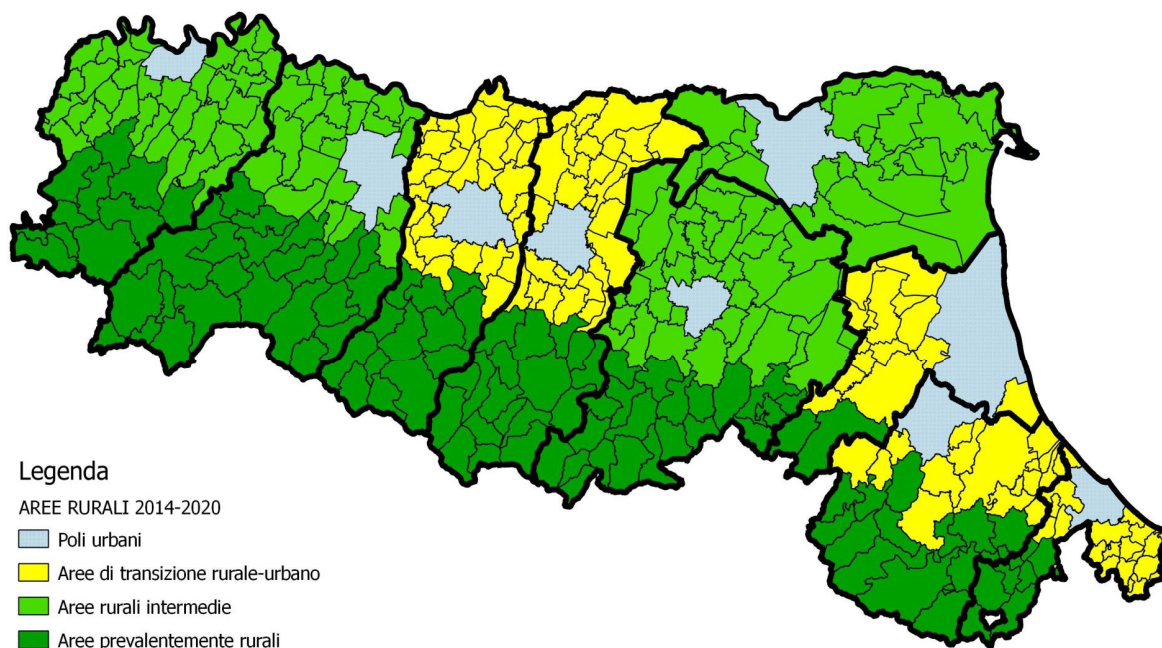 Legenda
AREE RURALI 2014-2020
Poli urbani
Aree di transizione rurale-urbano
Aree rurali intermedie
Aree prevalentemente rurali